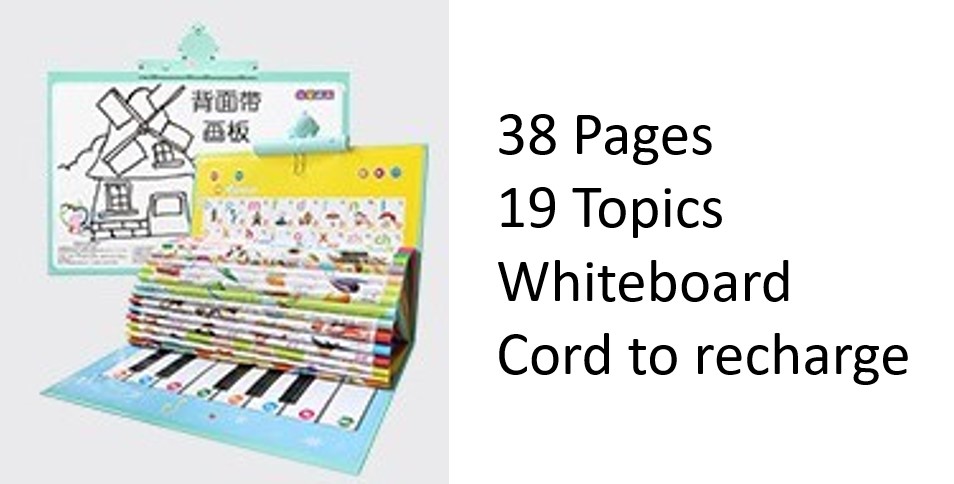 背面带
画板
38 Pages
19 Topics
Whiteboard
Cord to recharge